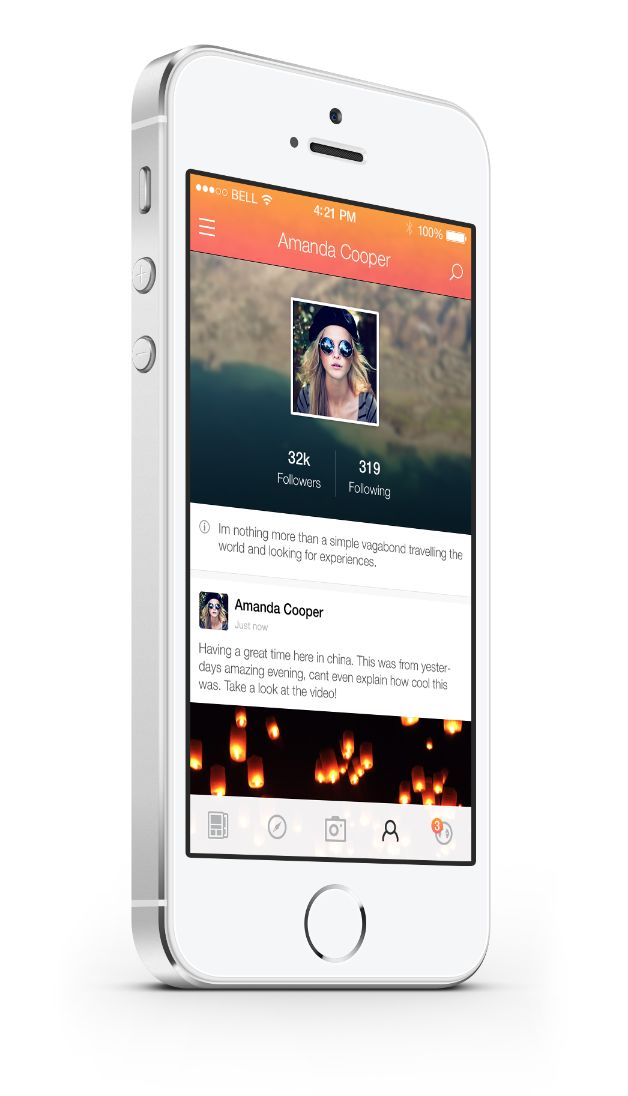 BELL 4:21 PM 100%
Amanda Cooper
32k 319
Followers Following
Im nothing more than a simple vagabond travelling the
world and looking for experiences.
Amanda Cooper
Just now
Having a great time here in china. This was from yester-
days amazing evening, cant even explain how cool this
was. Take a look at the video!
3